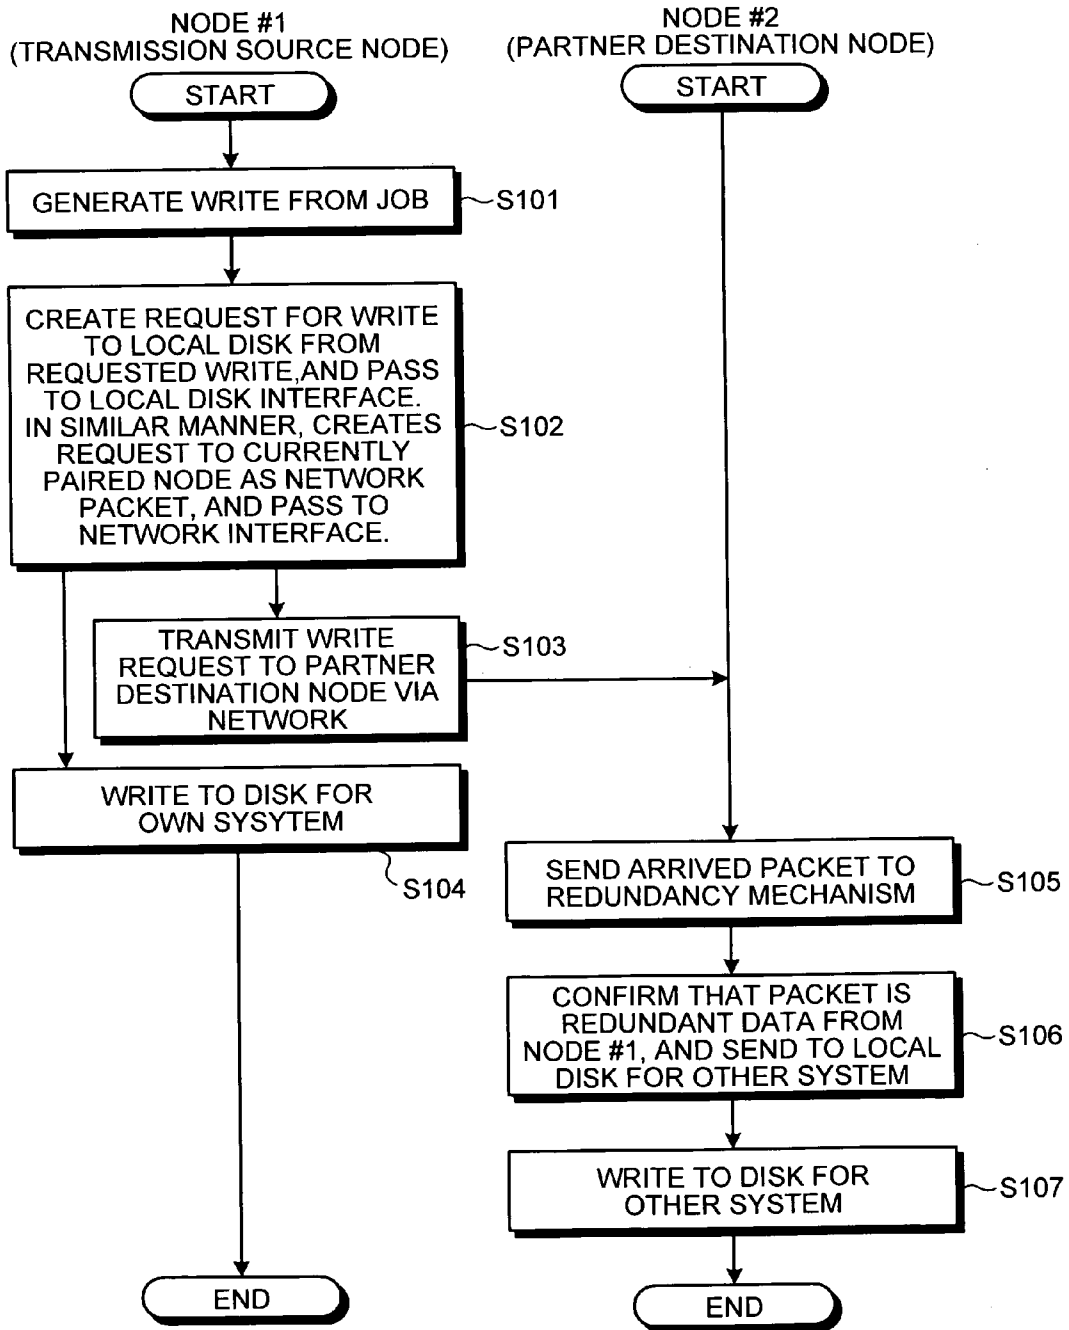 NODE #1
(TRANSMISSION SOURCE NODE)
START
GENERATE WRITE FROM JOB
S101
CREATE REQUEST FOR WRITE
TO LOCAL DISK FROM
REQUESTED WRITE,AND PASS
TO LOCAL DISK INTERFACE.
IN SIMILAR MANNER, CREATES
REQUEST TO CURRENTLY
PAIRED NODE AS NETWORK
PACKET, AND PASS TO
NETWORK INTERFACE.
S102
TRANSMIT WRITE
REQUEST TO PARTNER
DESTINATION NODE VIA
NETWORK
S103
WRITE TO DISK FOR
OWN SYSYTEM
S104
END
NODE #2
(PARTNER DESTINATION NODE)
START
SEND ARRIVED PACKET TO
REDUNDANCY MECHANISM
S105
CONFIRM THAT PACKET IS
REDUNDANT DATA FROM
NODE #1, AND SEND TO LOCAL
DISK FOR OTHER SYSTEM
S106
WRITE TO DISK FOR
OTHER SYSTEM
S107
END